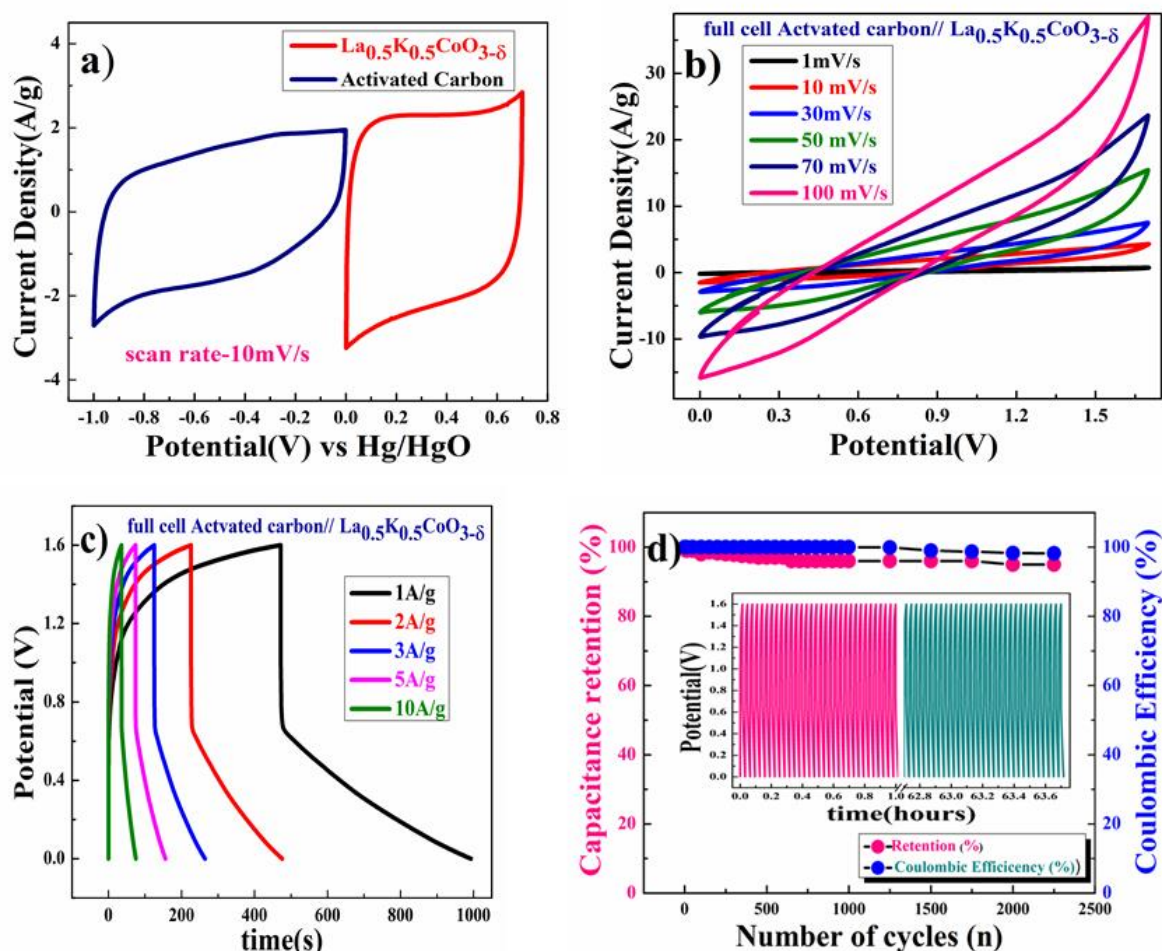 a)
La0.5K0.5CoO3-δ
Activated Carbon
Current Density(A/g)
4
2
0
-2
-4
scan rate-10mV/s
-1.0 -0.8 -0.6 -0.4 -0.2 0.0 0.2 0.4 0.6 0.8
Potential(V) vs Hg/HgO
full cell Actvated carbon// La0.5K0.5CoO3-δ
b)
1mV/s
10 mV/s
30mV/s
50 mV/s
70 mV/s
100 mV/s
Current Density(A/g)
30
20
10
0
-10
0.0 0.3 0.6 0.9 1.2 1.5
Potential(V)
c)
full cell Actvated carbon// La0.5K0.5CoO3-δ
1A/g
2A/g
3A/g
5A/g
10A/g
Potential (V)
1.6
1.2
0.8
0.4
0.0
0 200 400 600 800 1000
time(s)
d)
Capacitance retention (%)
100
80
60
40
20
0
Coulombic Efficiency (%)
100
80
60
40
20
0
Potential(V)
1.6
1.4
1.2
1.0
0.8
0.6
0.4
0.2
0.0
0.0 0.2 0.4 0.6 0.8 1.0 62.8 63.0 63.2 63.4 63.6
time(hours)
Retention (%)
Coulombic Efficicency (%))
0 250 500 750 1000 1250 1500 1750 2000 2250 2500
Number of cycles (n)